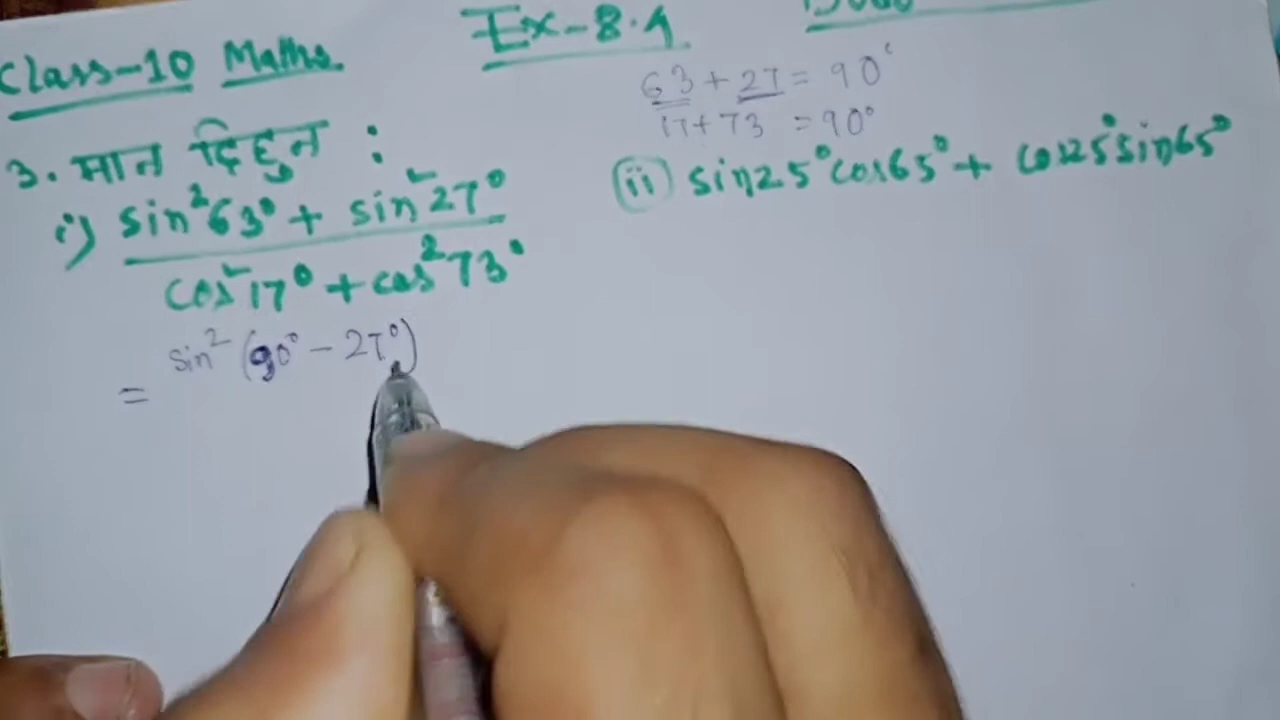 Class-10 Maths
Ex-8.4
63 + 27 = 90°
17 + 73 = 90°
3. मान दिहुन :
i) sin²63° + sin²27°
cos²17° + cos²73°
(ii) sin25°cos65° + cos25°sin65°
= sin² (90° - 27°)